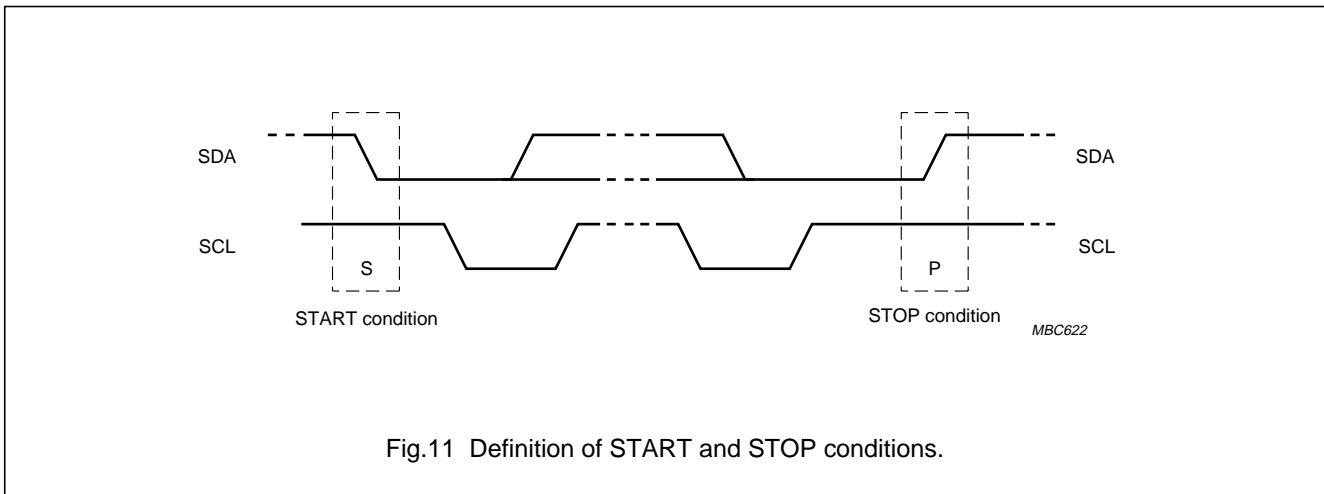 SDA
SDA
SCL
SCL
S
P
START condition
STOP condition
MBC622
Fig.11 Definition of START and STOP conditions.